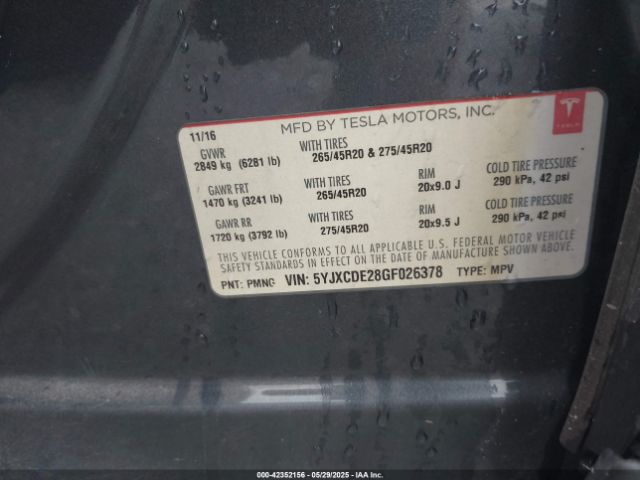 MFD BY TESLA MOTORS, INC.
TESLA
11/16
GVWR
2849 kg (6281 lb)
WITH TIRES
265/45R20 & 275/45R20
GAWR FRT
1470 kg (3241 lb)
WITH TIRES
265/45R20
RIM
20x9.0 J
COLD TIRE PRESSURE
290 kPa, 42 psi
GAWR RR
1720 kg (3792 lb)
WITH TIRES
275/45R20
RIM
20x9.5 J
COLD TIRE PRESSURE
290 kPa, 42 psi
THIS VEHICLE CONFORMS TO ALL APPLICABLE U.S. FEDERAL MOTOR VEHICLE
SAFETY STANDARDS IN EFFECT ON THE DATE OF MANUFACTURE SHOWN ABOVE.
PNT: PMNG VIN: 5YJXCDE28GF026378 TYPE: MPV
000-42352156 | 05/29/2025 | IAA Inc.